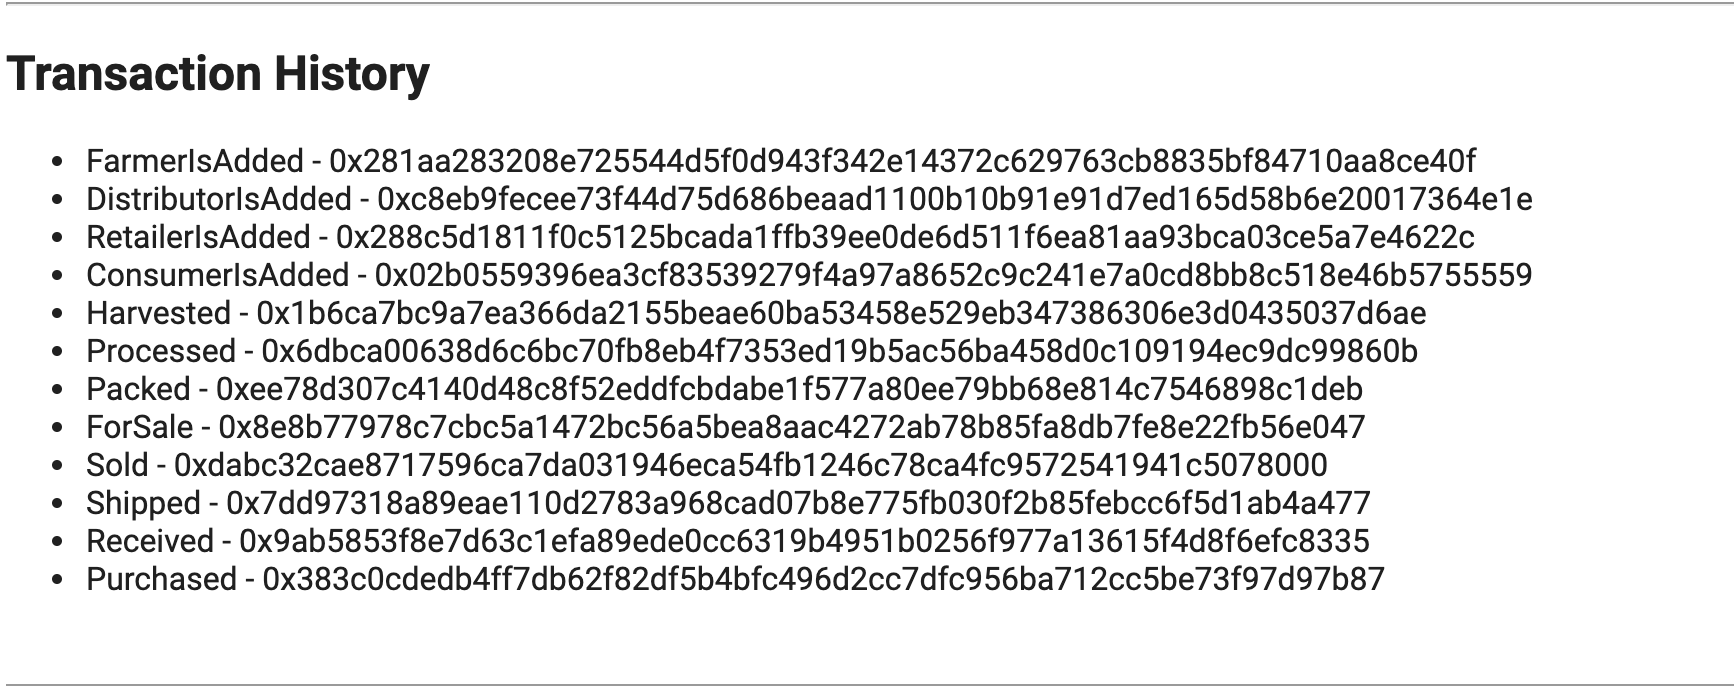 Transaction History
• FarmerIsAdded - 0x281aa283208e725544d5f0d943f342e14372c629763cb8835bf84710aa8ce40f
• DistributorIsAdded - 0xc8eb9fecee73f44d75d686beaad1100b10b91e91d7ed165d58b6e20017364e1e
• RetailerIsAdded - 0x288c5d1811f0c5125bcada1ffb39ee0de6d511f6ea81aa93bca03ce5a7e4622c
• ConsumerIsAdded - 0x02b0559396ea3cf83539279f4a97a8652c9c241e7a0cd8bb8c518e46b5755559
• Harvested - 0x1b6ca7bc9a7ea366da2155beae60ba53458e529eb347386306e3d0435037d6ae
• Processed - 0x6dbca00638d6c6bc70fb8eb4f7353ed19b5ac56ba458d0c109194ec9dc99860b
• Packed - 0xee78d307c4140d48c8f52eddfcbdabe1f577a80ee79bb68e814c7546898c1deb
• ForSale - 0x8e8b77978c7cbc5a1472bc56a5bea8aac4272ab78b85fa8db7fe8e22fb56e047
• Sold - 0xdabc32cae8717596ca7da031946eca54fb1246c78ca4fc9572541941c5078000
• Shipped - 0x7dd97318a89eae110d2783a968cad07b8e775fb030f2b85febcc6f5d1ab4a477
• Received - 0x9ab5853f8e7d63c1efa89ede0cc6319b4951b0256f977a13615f4d8f6efc8335
• Purchased - 0x383c0cdedb4ff7db62f82df5b4bfc496d2cc7dfc956ba712cc5be73f97d97b87